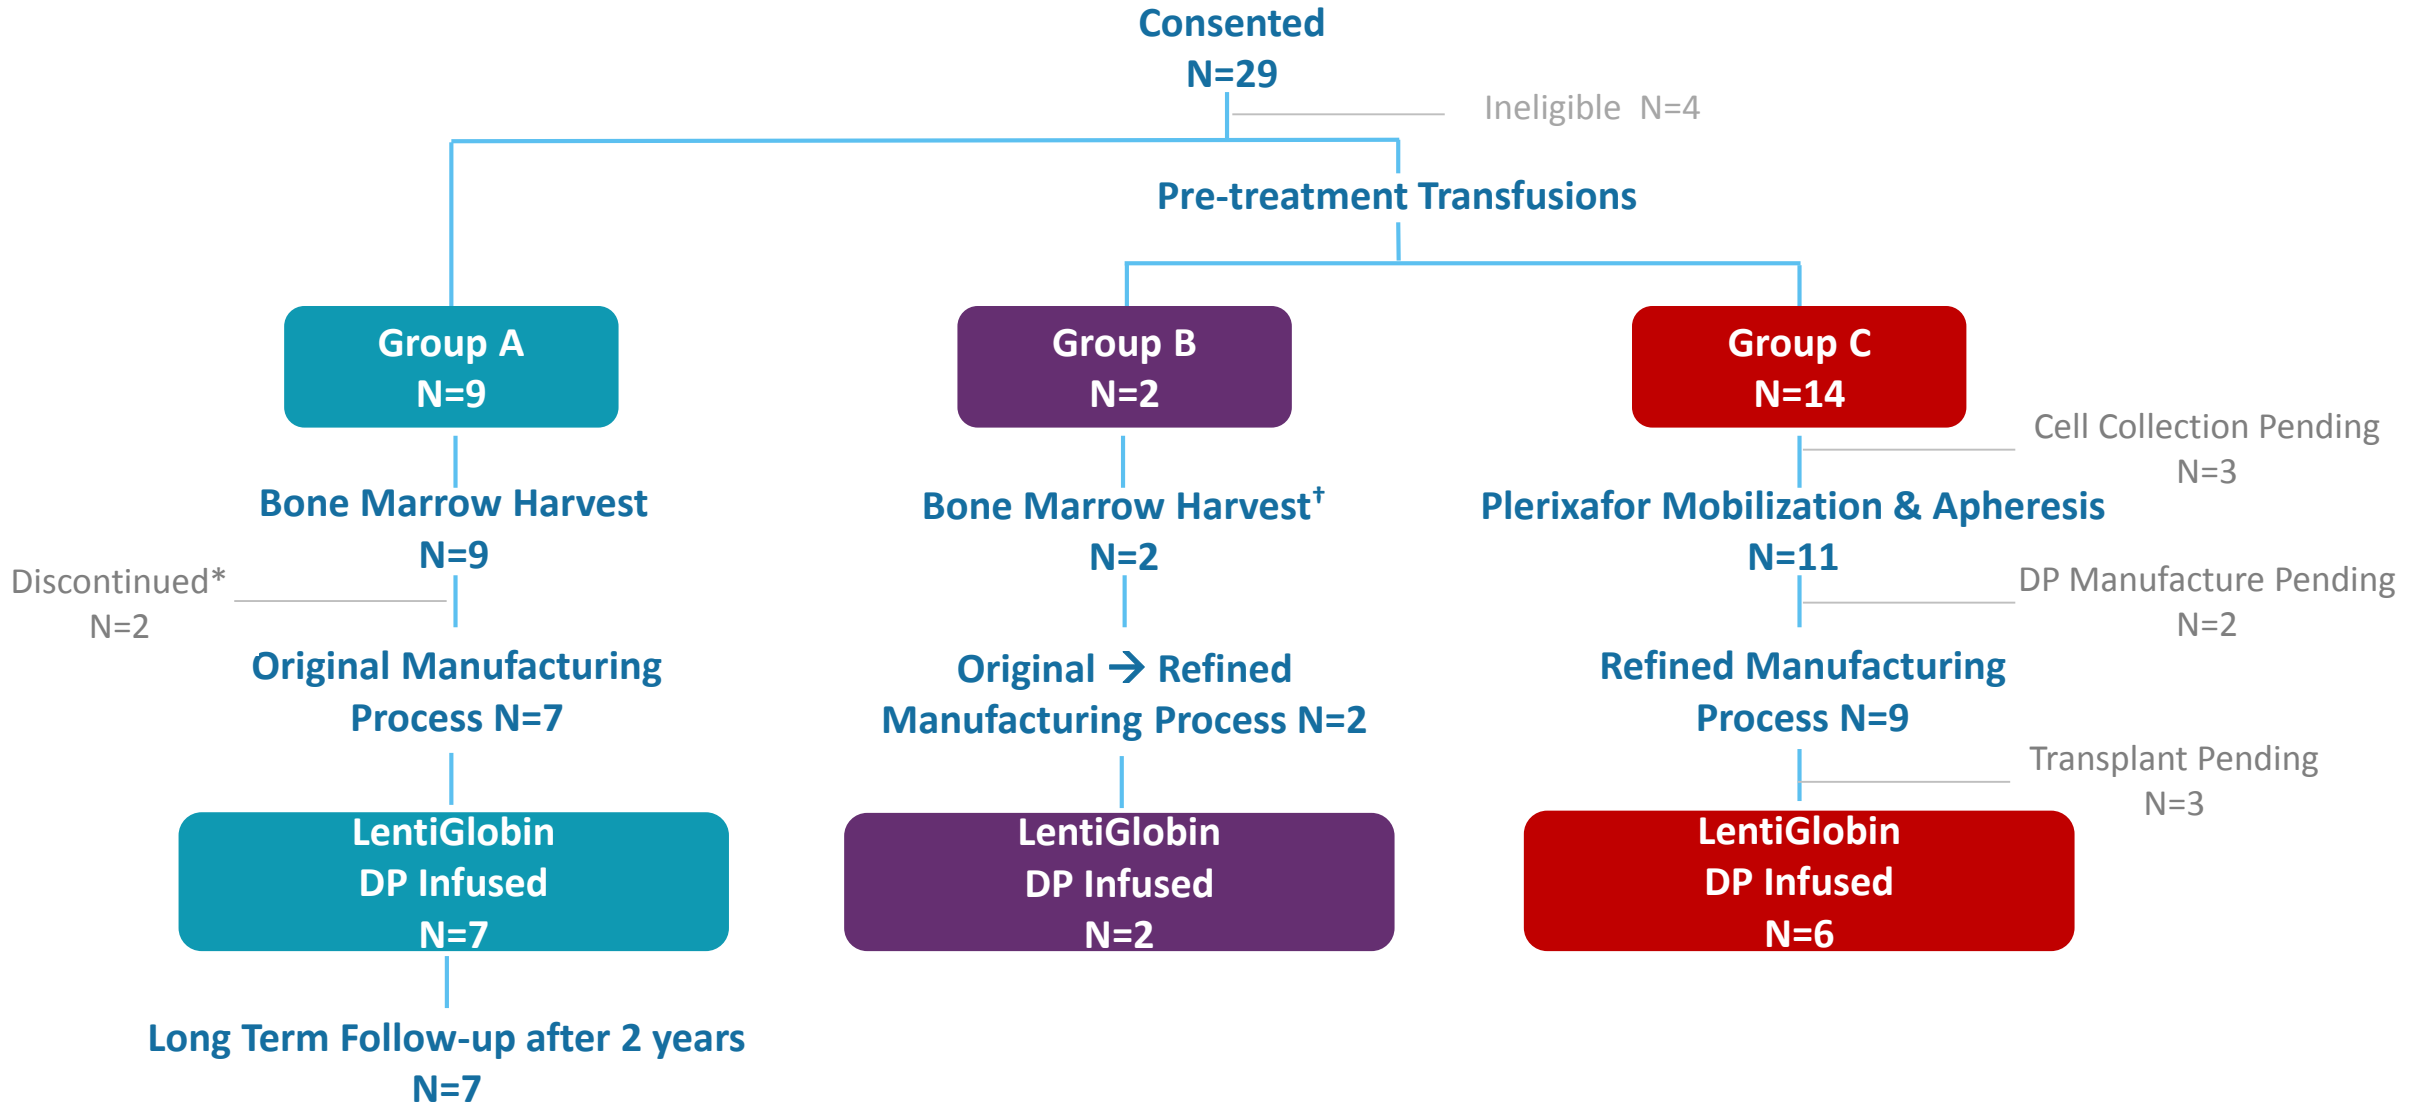 Consented
N=29
Ineligible N=4
Pre-treatment Transfusions
Group A
N=9
Group B
N=2
Group C
N=14
Cell Collection Pending
N=3
Bone Marrow Harvest
N=9
Bone Marrow Harvest†
N=2
Plerixafor Mobilization & Apheresis
N=11
Discontinued*
N=2
DP Manufacture Pending
N=2
Original Manufacturing
Process N=7
Original → Refined
Manufacturing Process N=2
Refined Manufacturing
Process N=9
Transplant Pending
N=3
LentiGlobin
DP Infused
N=7
LentiGlobin
DP Infused
N=2
LentiGlobin
DP Infused
N=6
Long Term Follow-up after 2 years
N=7